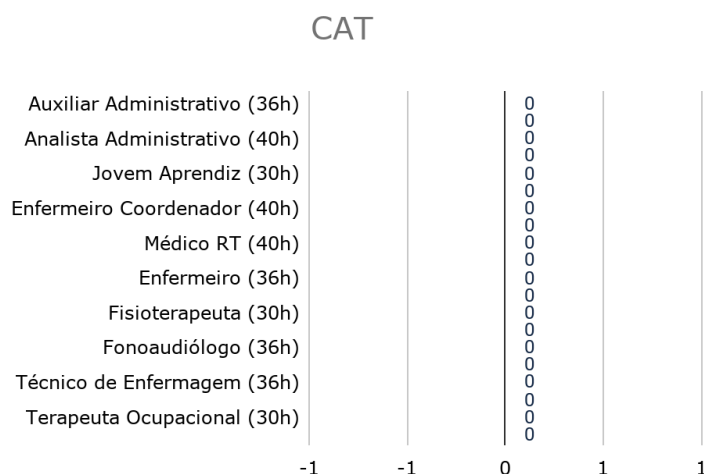 CAT
Auxiliar Administrativo (36h)
0
0
Analista Administrativo (40h)
0
0
Jovem Aprendiz (30h)
0
0
Enfermeiro Coordenador (40h)
0
0
Médico RT (40h)
0
0
Enfermeiro (36h)
0
0
Fisioterapeuta (30h)
0
0
Fonoaudiólogo (36h)
0
0
Técnico de Enfermagem (36h)
0
0
Terapeuta Ocupacional (30h)
0
0
-1 -1 0 1 1